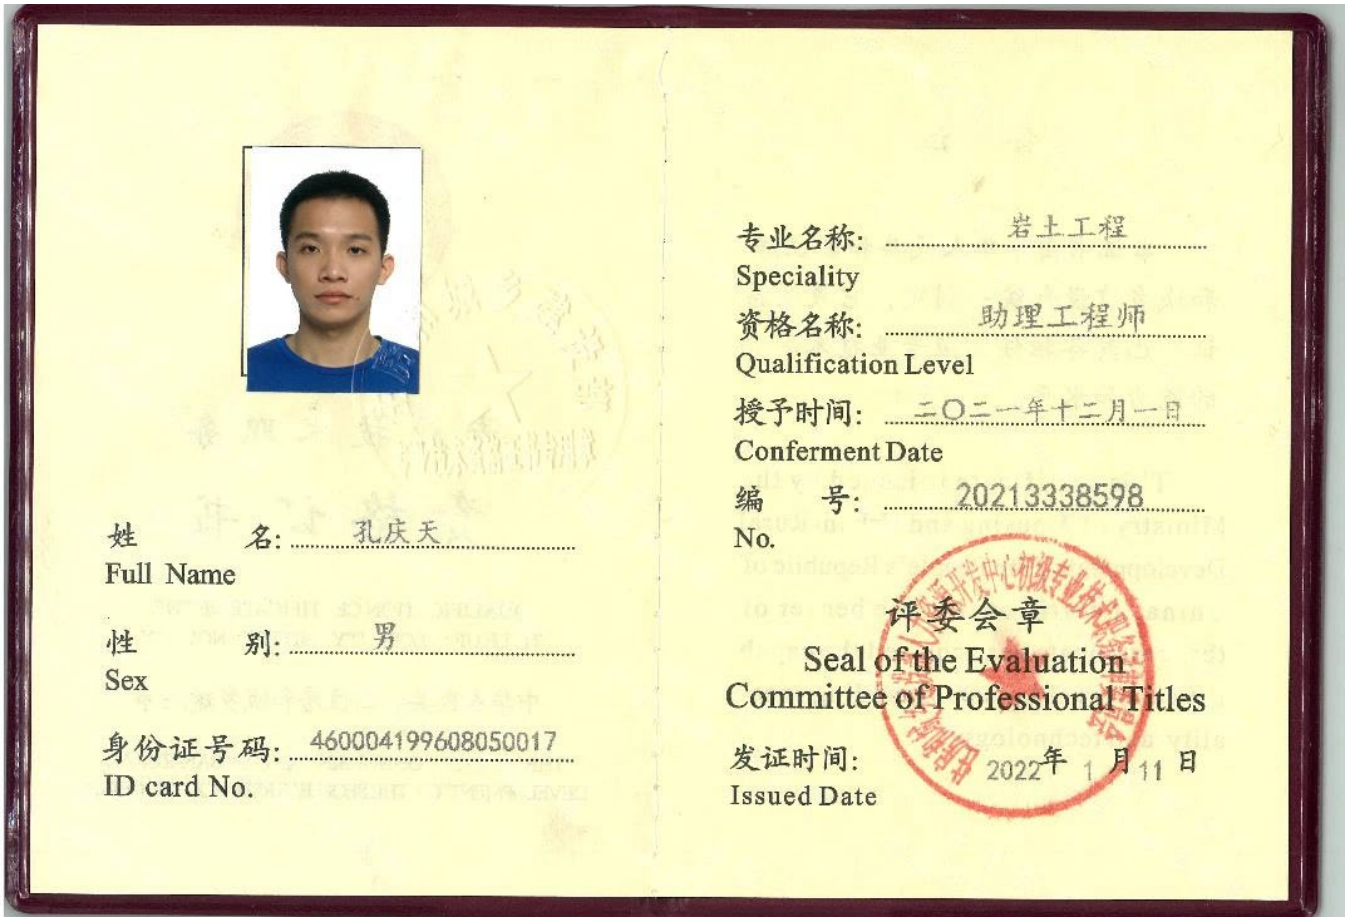 姓 名: 孔庆天
Full Name
性 别: 男
Sex
身份证号码: 460004199608050017
ID card No.
专业名称: 岩土工程
Speciality
资格名称: 助理工程师
Qualification Level
授予时间: 二〇二一年十二月一日
Conferment Date
编 号: 20213338598
No.
评委会章
Seal of the Evaluation
Committee of Professional Titles
发证时间: 2022年 1 月 11 日
Issued Date